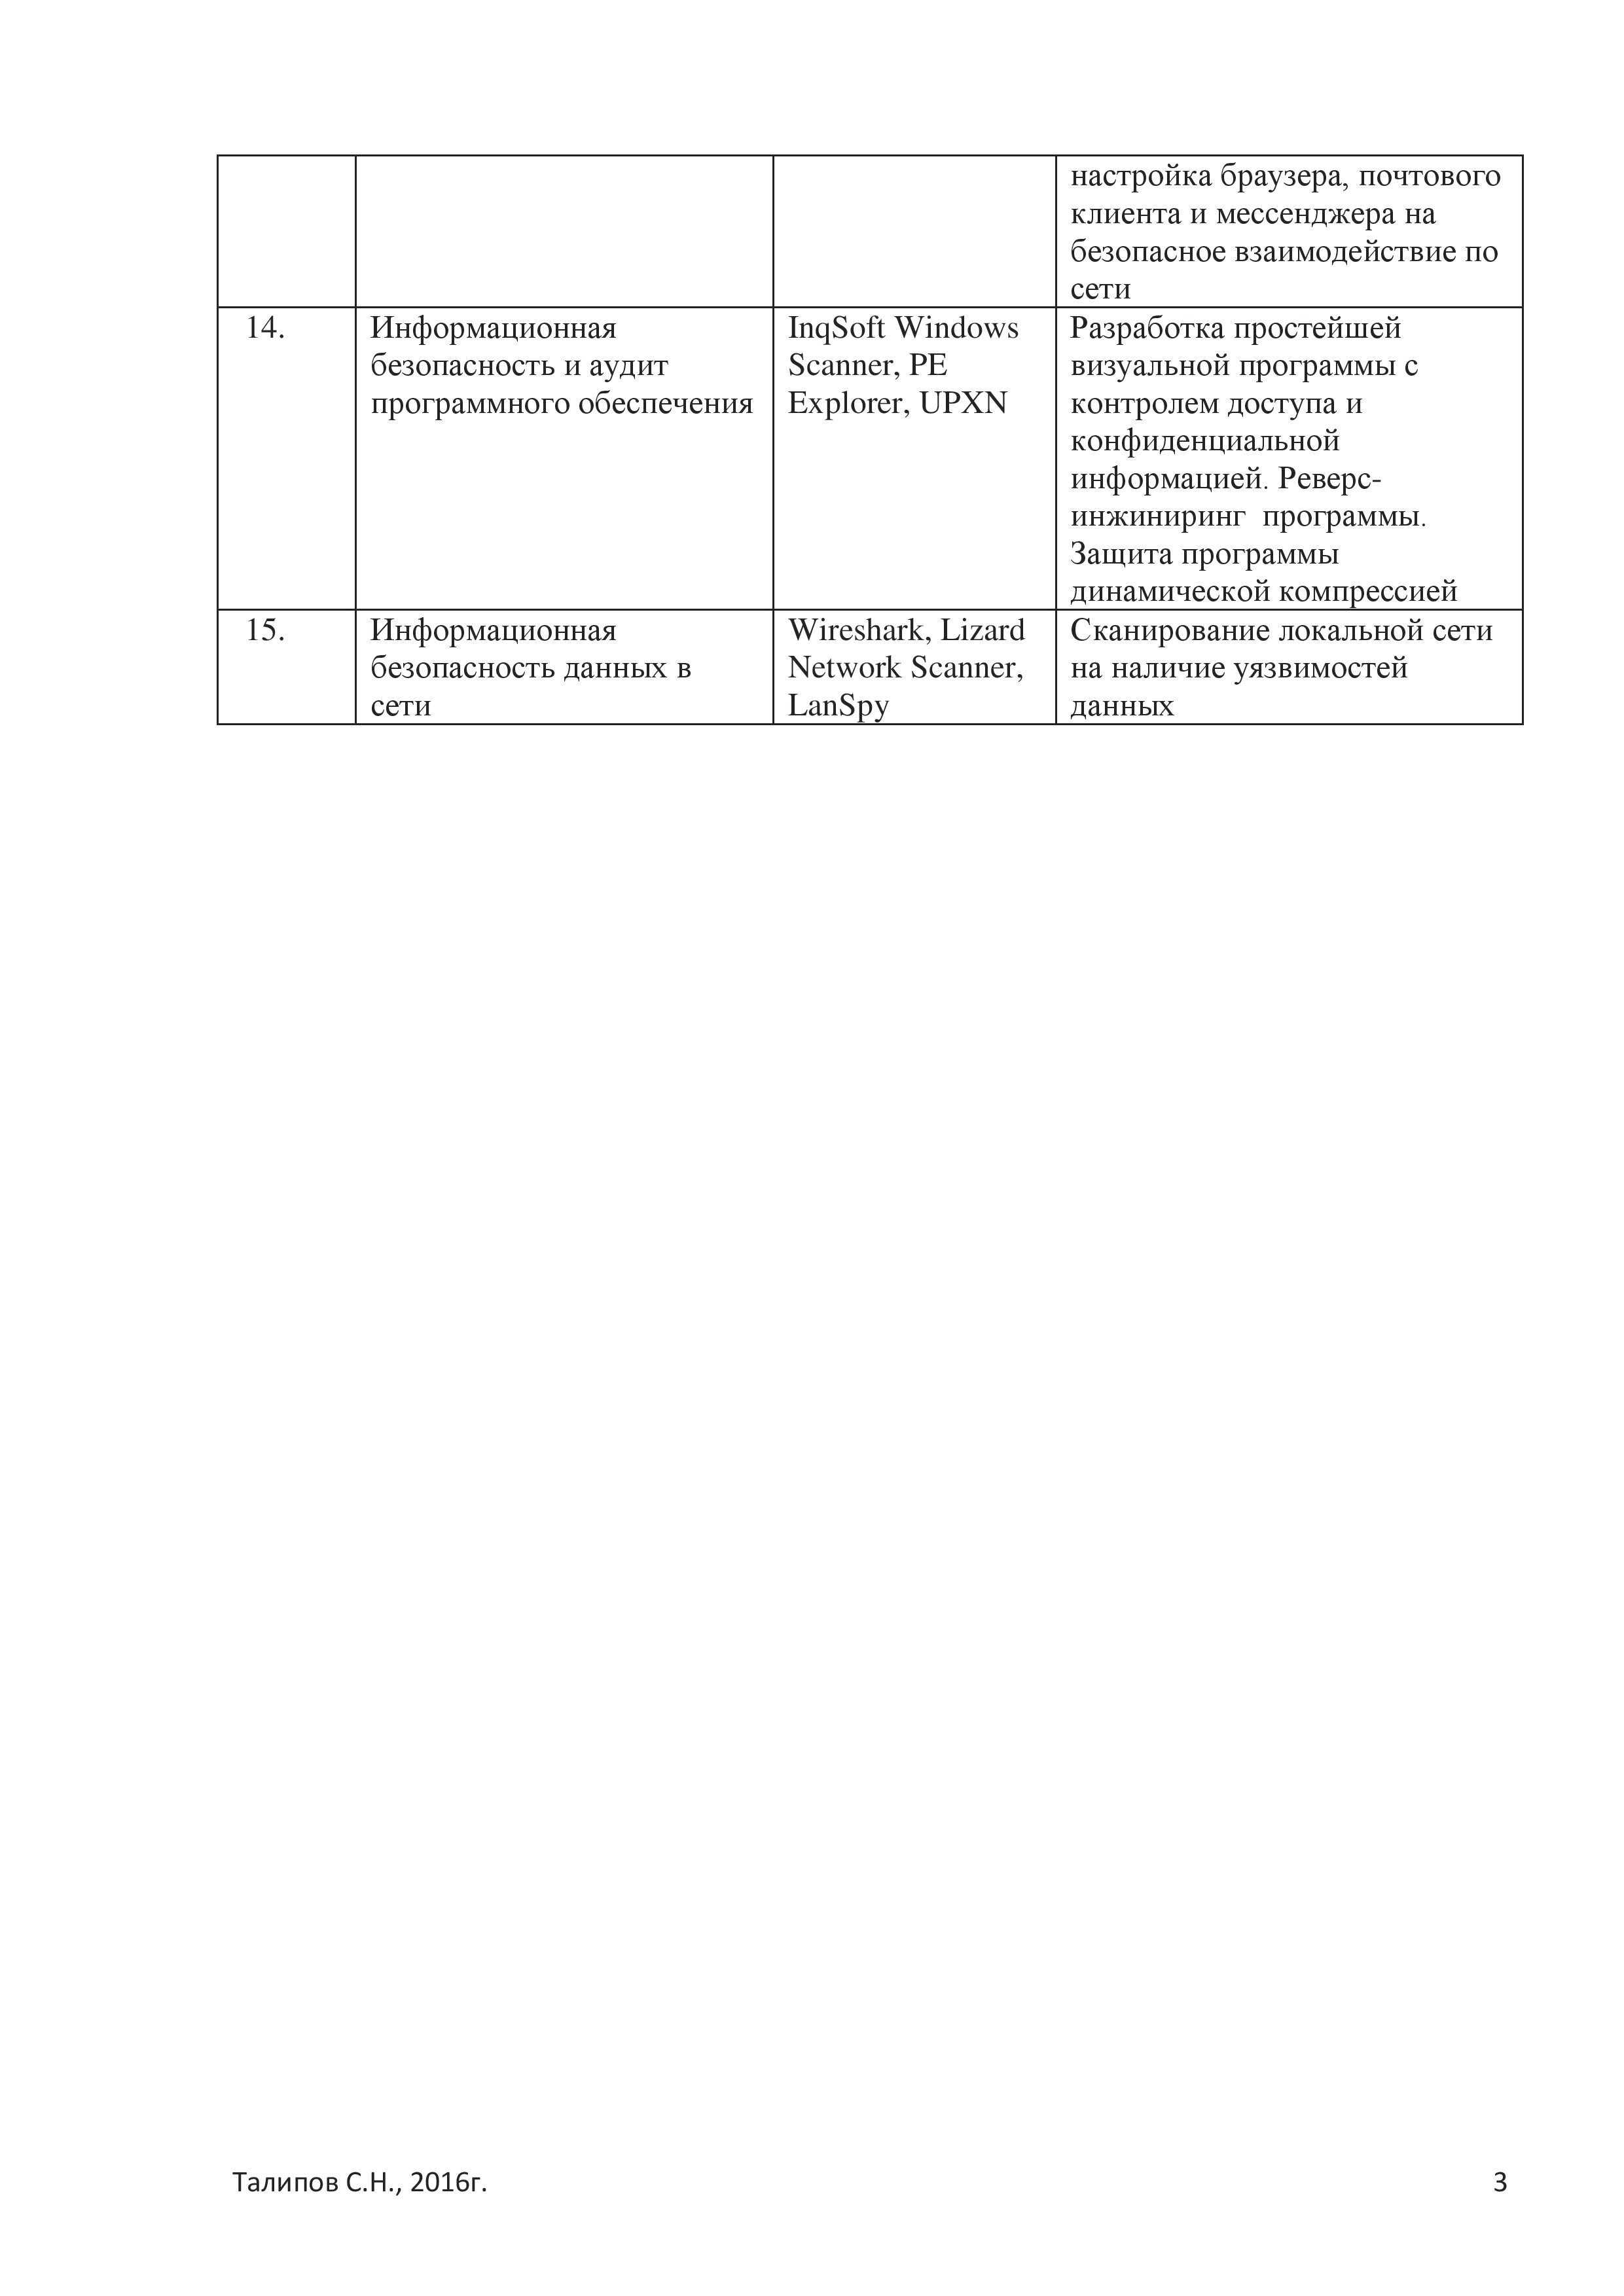 настройка браузера, почтового
клиента и мессенджера на
безопасное взаимодействие по
сети
14.
Информационная
безопасность и аудит
программного обеспечения
InqSoft Windows
Scanner, PE
Explorer, UPXN
Разработка простейшей
визуальной программы с
контролем доступа и
конфиденциальной
информацией. Реверс-
инжиниринг программы.
Защита программы
динамической компрессией
15.
Информационная
безопасность данных в
сети
Wireshark, Lizard
Network Scanner,
LanSpy
Сканирование локальной сети
на наличие уязвимостей
данных
Талипов С.Н., 2016г.
3